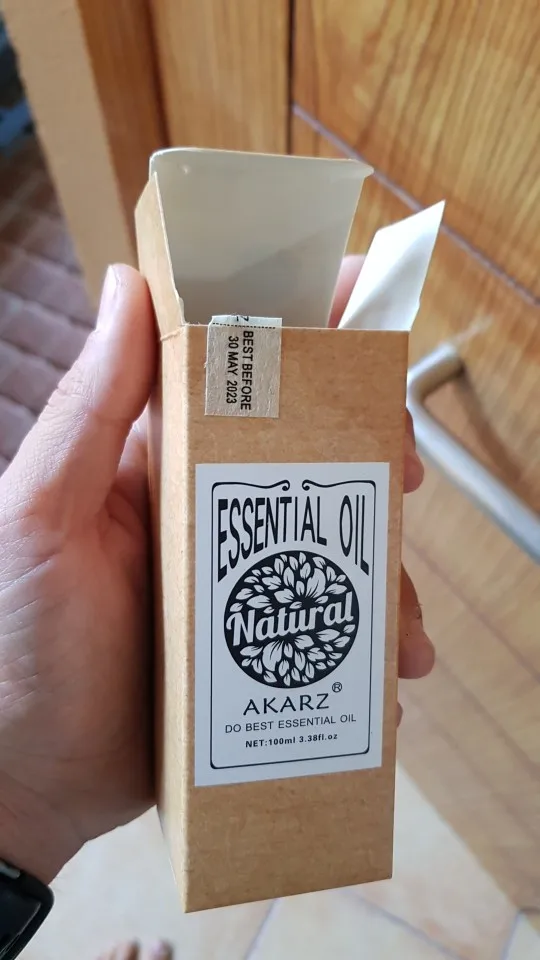 BEST BEFORE
30 MAY 2023
ESSENTIAL OIL
Natural
AKARZ®
DO BEST ESSENTIAL OIL
NET:100ml 3.38fl.oz